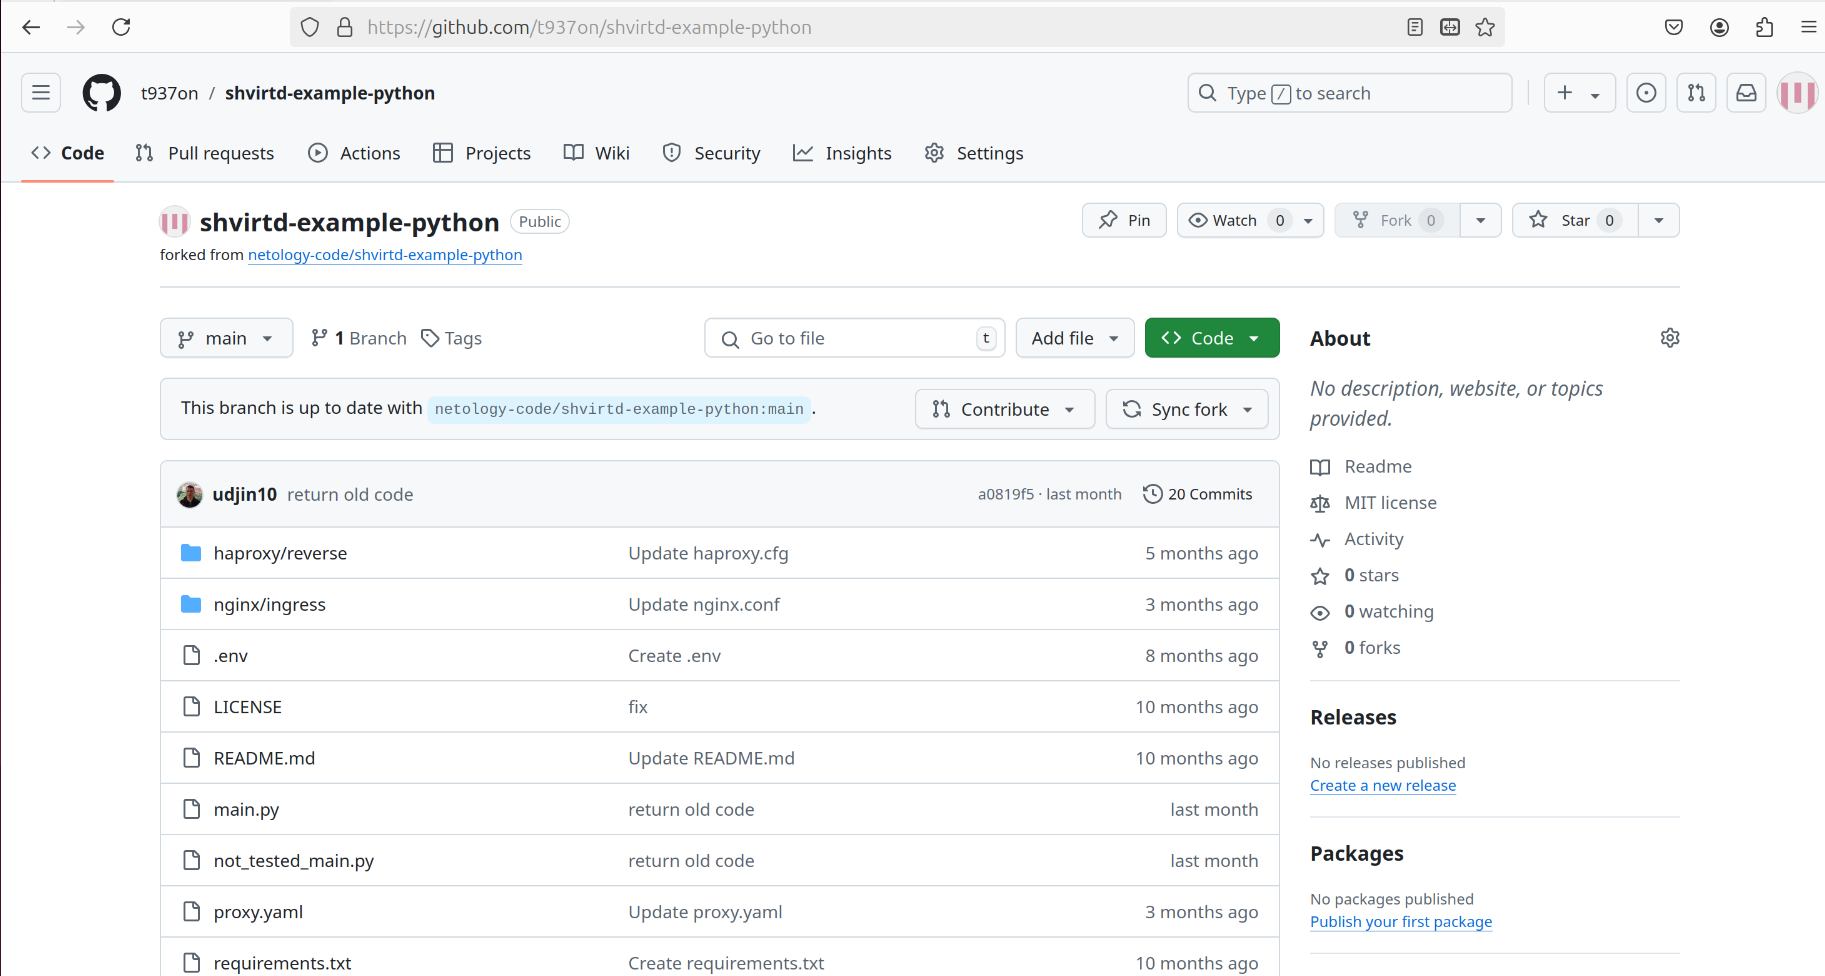 https://github.com/t937on/shvirtd-example-python
t937on / shvirtd-example-python
Type / to search
Code Pull requests Actions Projects Wiki Security Insights Settings
shvirtd-example-python Public
Pin Watch 0 Fork 0 Star 0
forked from netology-code/shvirtd-example-python
main 1 Branch Tags Go to file t Add file Code
This branch is up to date with netology-code/shvirtd-example-python:main .
Contribute Sync fork
udjin10 return old code a0819f5 · last month 20 Commits
haproxy/reverse Update haproxy.cfg 5 months ago
nginx/ingress Update nginx.conf 3 months ago
.env Create .env 8 months ago
LICENSE fix 10 months ago
README.md Update README.md 10 months ago
main.py return old code last month
not_tested_main.py return old code last month
proxy.yaml Update proxy.yaml 3 months ago
requirements.txt Create requirements.txt 10 months ago
About
No description, website, or topics
provided.
Readme
MIT license
Activity
0 stars
0 watching
0 forks
Releases
No releases published
Create a new release
Packages
No packages published
Publish your first package